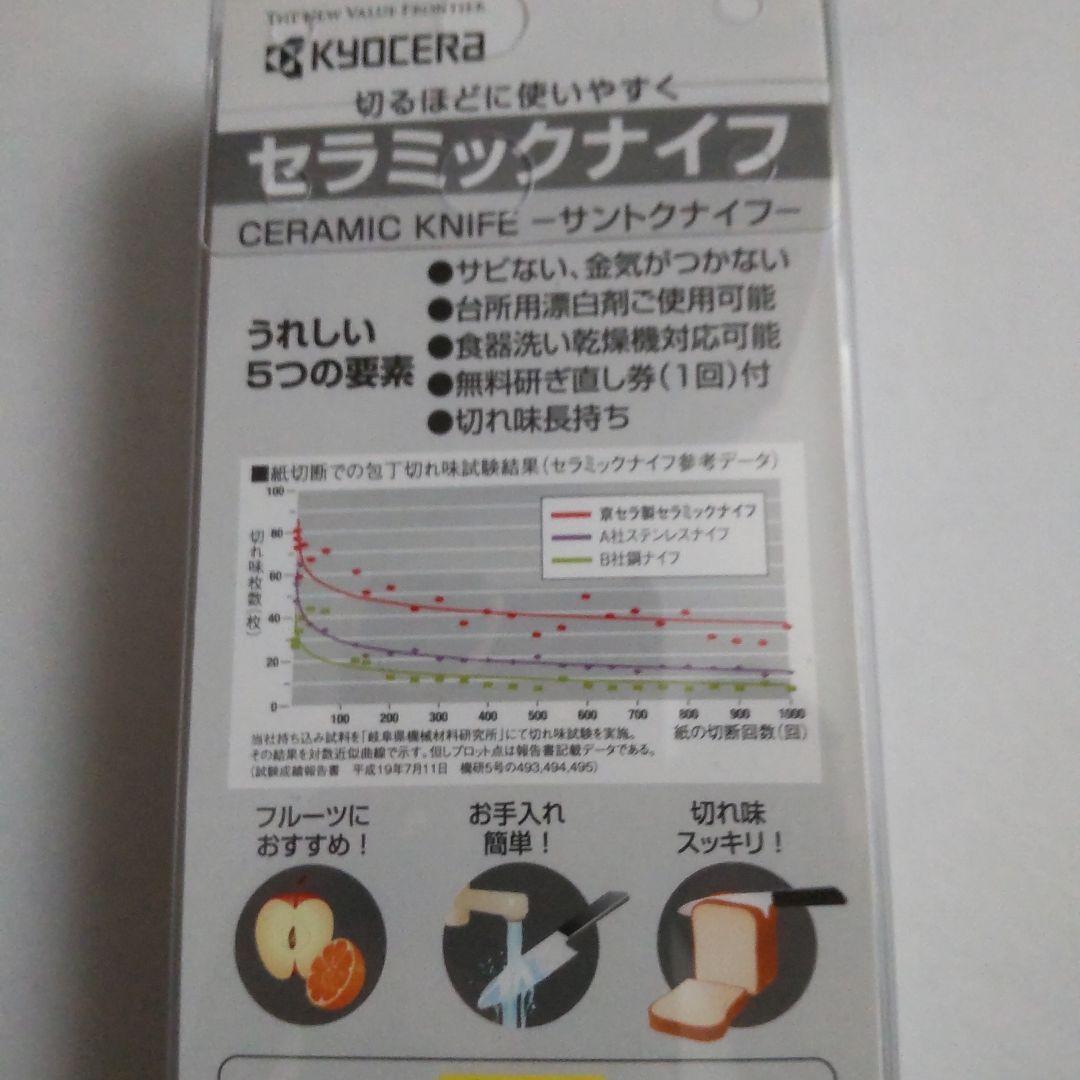 THE NEW VALUE FRONTIER
KYOCERA
切るほどに使いやすく
セラミックナイフ
CERAMIC KNIFE －サントクナイフ－
うれしい
5つの要素
●サビない、金気がつかない
●台所用漂白剤ご使用可能
●食器洗い乾燥機対応可能
●無料研ぎ直し券（1回）付
●切れ味長持ち
■紙切断での包丁切れ味試験結果（セラミックナイフ参考データ）
切れ味枚数（枚）
100
80
60
40
20
0
京セラ製セラミックナイフ
A社ステンレスナイフ
B社鋼ナイフ
100 200 300 400 500 600 700 800 900 1000
紙の切断回数（回）
当社持ち込み試料を「岐阜県機械材料研究所」にて切れ味試験を実施。
その結果を対数近似曲線で示す。但しプロット点は報告書記載データである。
（試験成績報告書 平成19年7月11日 機研5号の493,494,495）
フルーツに
おすすめ！
お手入れ
簡単！
切れ味
スッキリ！